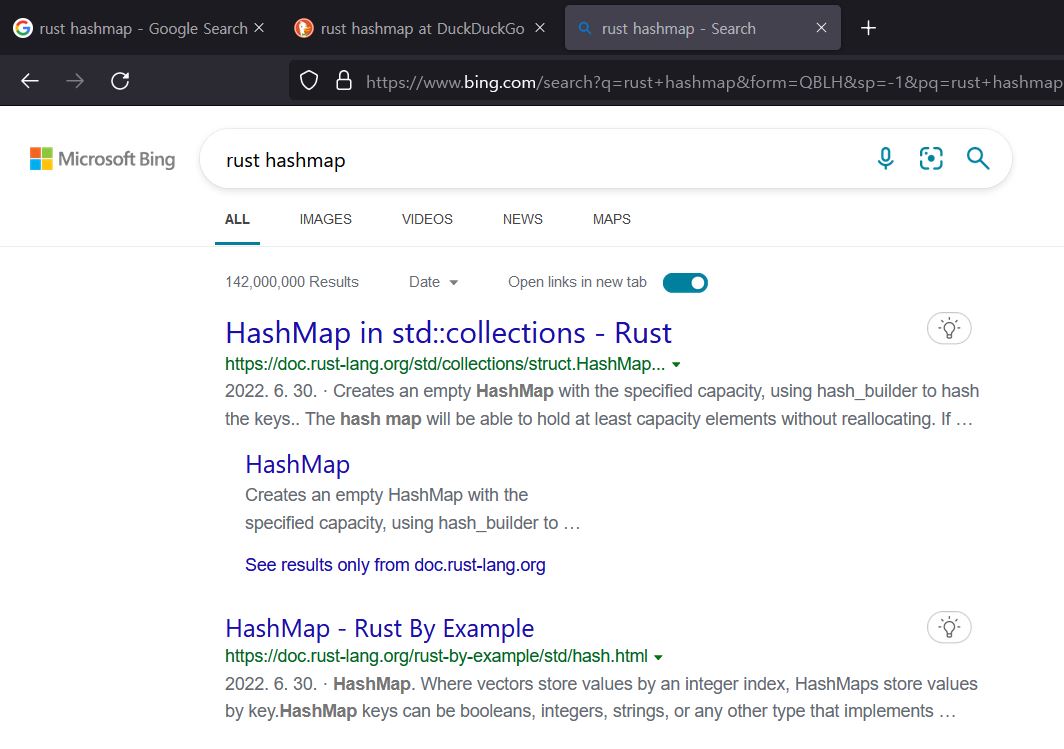 rust hashmap - Google Search
rust hashmap at DuckDuckGo
rust hashmap - Search
https://www.bing.com/search?q=rust+hashmap&form=QBLH&sp=-1&pq=rust+hashmap
Microsoft Bing
rust hashmap
ALL IMAGES VIDEOS NEWS MAPS
142,000,000 Results Date Open links in new tab
HashMap in std::collections - Rust
https://doc.rust-lang.org/std/collections/struct.HashMap...
2022. 6. 30. · Creates an empty HashMap with the specified capacity, using hash_builder to hash
the keys.. The hash map will be able to hold at least capacity elements without reallocating. If …
HashMap
Creates an empty HashMap with the
specified capacity, using hash_builder to …
See results only from doc.rust-lang.org
HashMap - Rust By Example
https://doc.rust-lang.org/rust-by-example/std/hash.html
2022. 6. 30. · HashMap. Where vectors store values by an integer index, HashMaps store values
by key.HashMap keys can be booleans, integers, strings, or any other type that implements …